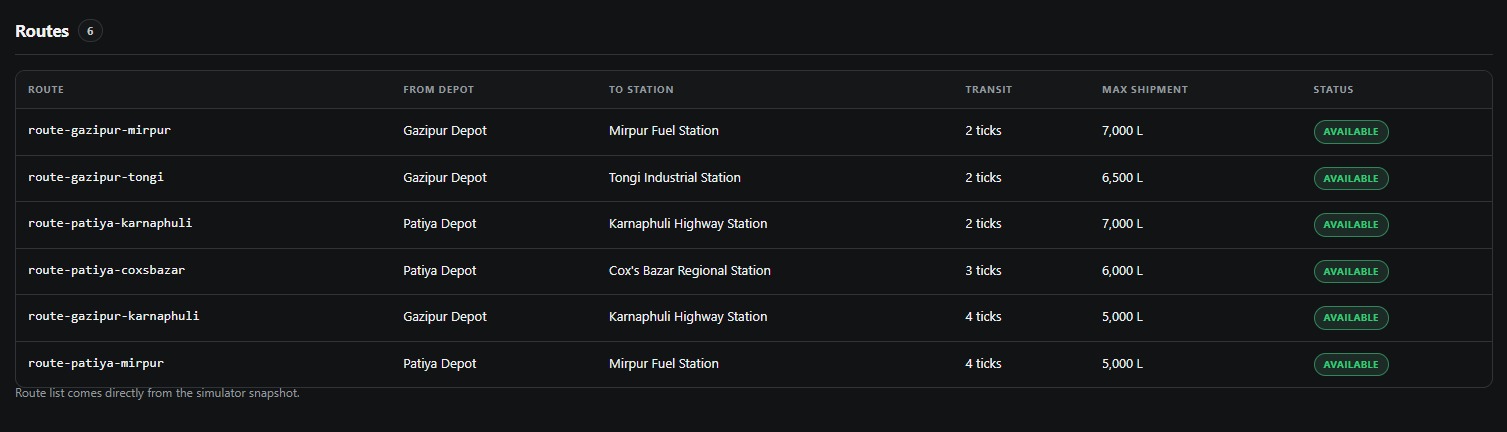 Routes 6
ROUTE FROM DEPOT TO STATION TRANSIT MAX SHIPMENT STATUS
route-gazipur-mirpur Gazipur Depot Mirpur Fuel Station 2 ticks 7,000 L AVAILABLE
route-gazipur-tongi Gazipur Depot Tongi Industrial Station 2 ticks 6,500 L AVAILABLE
route-patiya-karnaphuli Patiya Depot Karnaphuli Highway Station 2 ticks 7,000 L AVAILABLE
route-patiya-coxsbazar Patiya Depot Cox's Bazar Regional Station 3 ticks 6,000 L AVAILABLE
route-gazipur-karnaphuli Gazipur Depot Karnaphuli Highway Station 4 ticks 5,000 L AVAILABLE
route-patiya-mirpur Patiya Depot Mirpur Fuel Station 4 ticks 5,000 L AVAILABLE
Route list comes directly from the simulator snapshot.